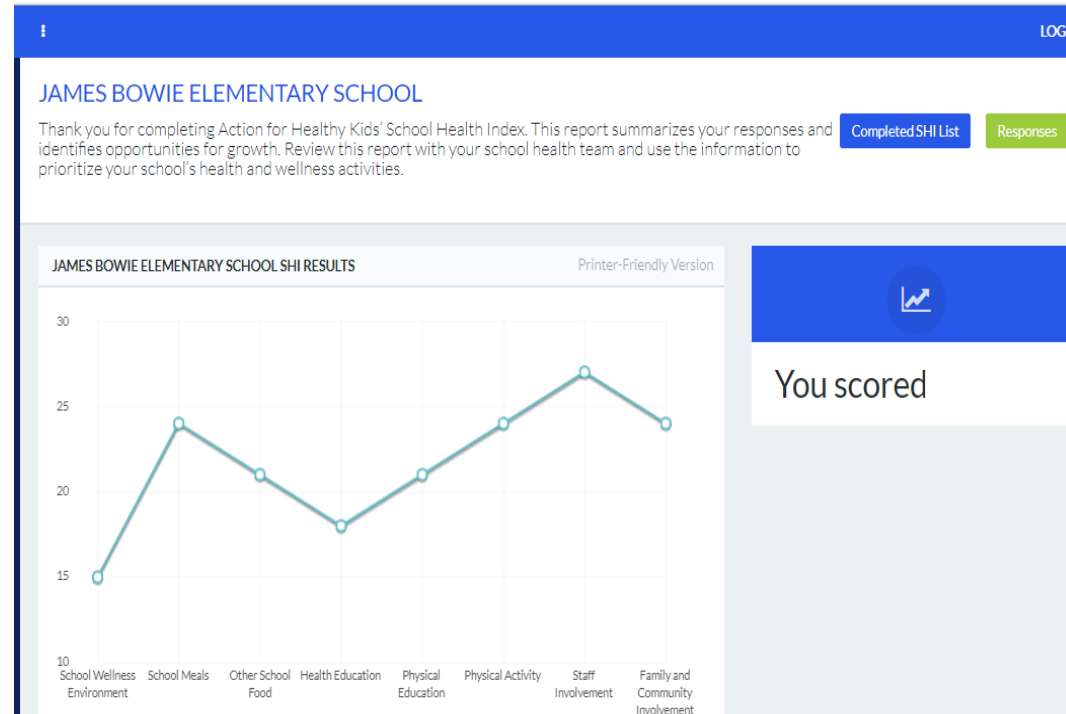 LOG
JAMES BOWIE ELEMENTARY SCHOOL
Thank you for completing Action for Healthy Kids' School Health Index. This report summarizes your responses and
identifies opportunities for growth. Review this report with your school health team and use the information to
prioritize your school's health and wellness activities.
Completed SHI List
Responses
JAMES BOWIE ELEMENTARY SCHOOL SHI RESULTS
Printer-Friendly Version
30
25
20
15
10
School Wellness
Environment
School Meals
Other School
Food
Health Education
Physical
Education
Physical Activity
Staff
Involvement
Family and
Community
Involvement
You scored